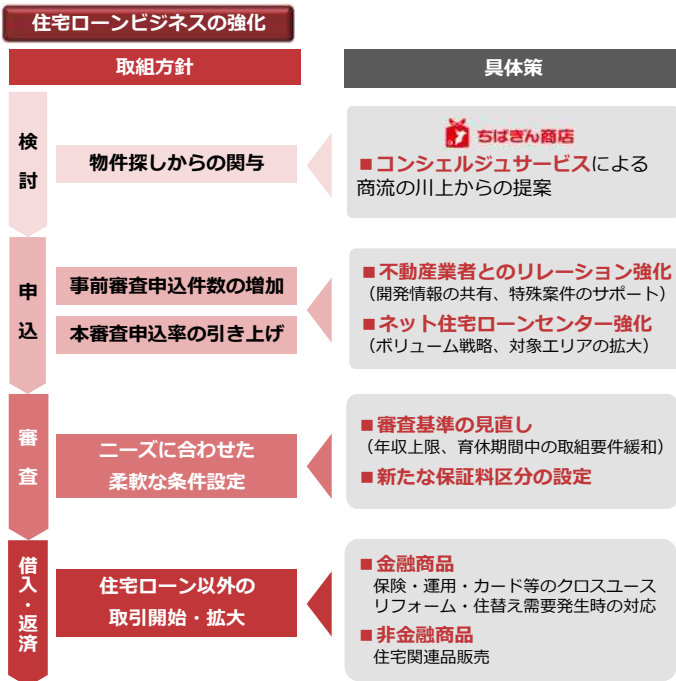 住宅ローンビジネスの強化
取組方針
具体策
検討
物件探しからの関与
ちばぎん商店
■コンシェルジュサービスによる
商流の川上からの提案
申込
事前審査申込件数の増加
本審査申込率の引き上げ
■不動産業者とのリレーション強化
（開発情報の共有、特殊案件のサポート）
■ネット住宅ローンセンター強化
（ボリューム戦略、対象エリアの拡大）
審査
ニーズに合わせた
柔軟な条件設定
■審査基準の見直し
（年収上限、育休期間中の取組要件緩和）
■新たな保証料区分の設定
借入・返済
住宅ローン以外の
取引開始・拡大
■金融商品
保険・運用・カード等のクロスユース
リフォーム・住替え需要発生時の対応
■非金融商品
住宅関連品販売